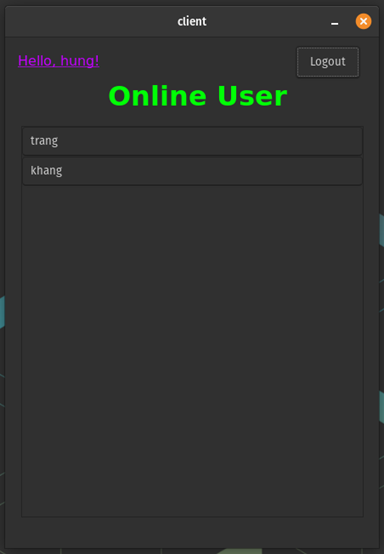 client
Hello, hung!
Logout
Online User
trang
khang